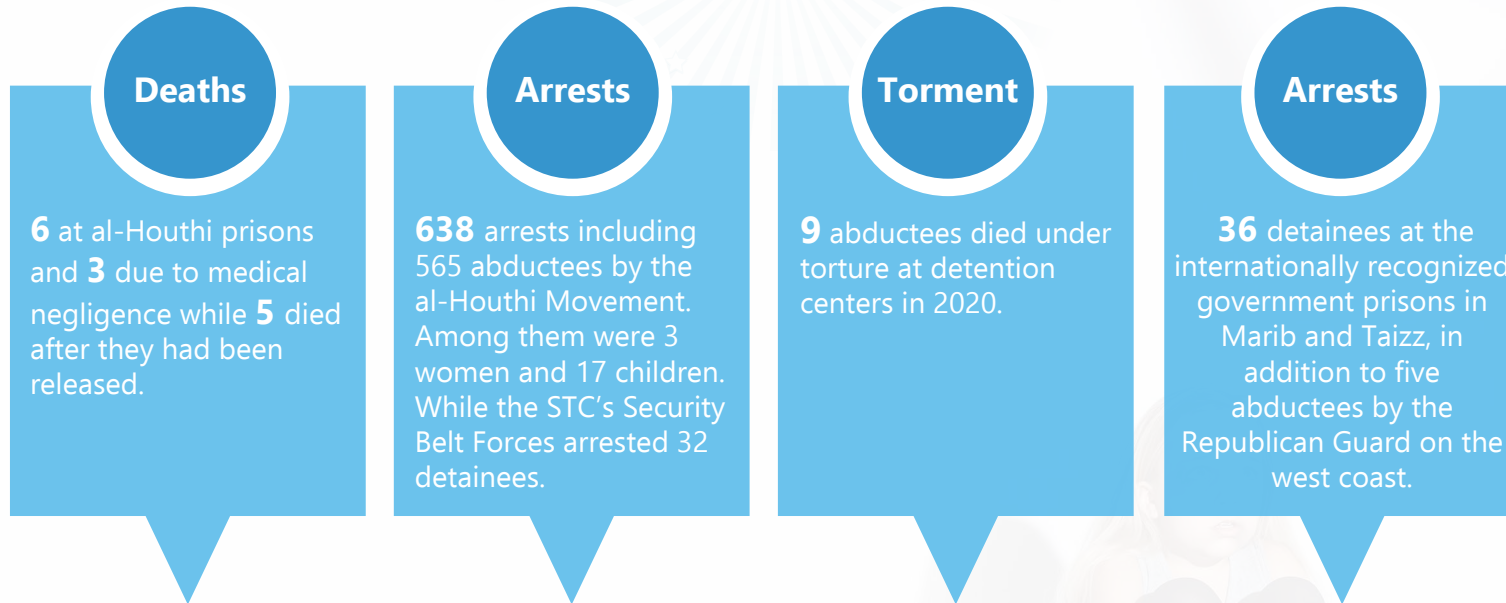 Deaths
6 at al-Houthi prisons
and 3 due to medical
negligence while 5 died
after they had been
released.
Arrests
638 arrests including
565 abductees by the
al-Houthi Movement.
Among them were 3
women and 17 children.
While the STC’s Security
Belt Forces arrested 32
detainees.
Torment
9 abductees died under
torture at detention
centers in 2020.
Arrests
36 detainees at the
internationally recognized
government prisons in
Marib and Taizz, in
addition to five
abductees by the
Republican Guard on the
west coast.